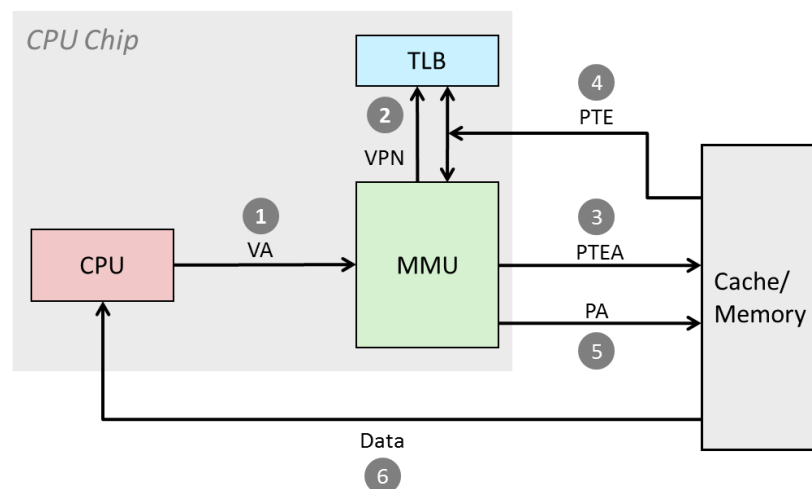 CPU Chip
TLB
4
PTE
2
VPN
1
VA
3
PTEA
CPU
MMU
Cache/
Memory
PA
5
Data
6